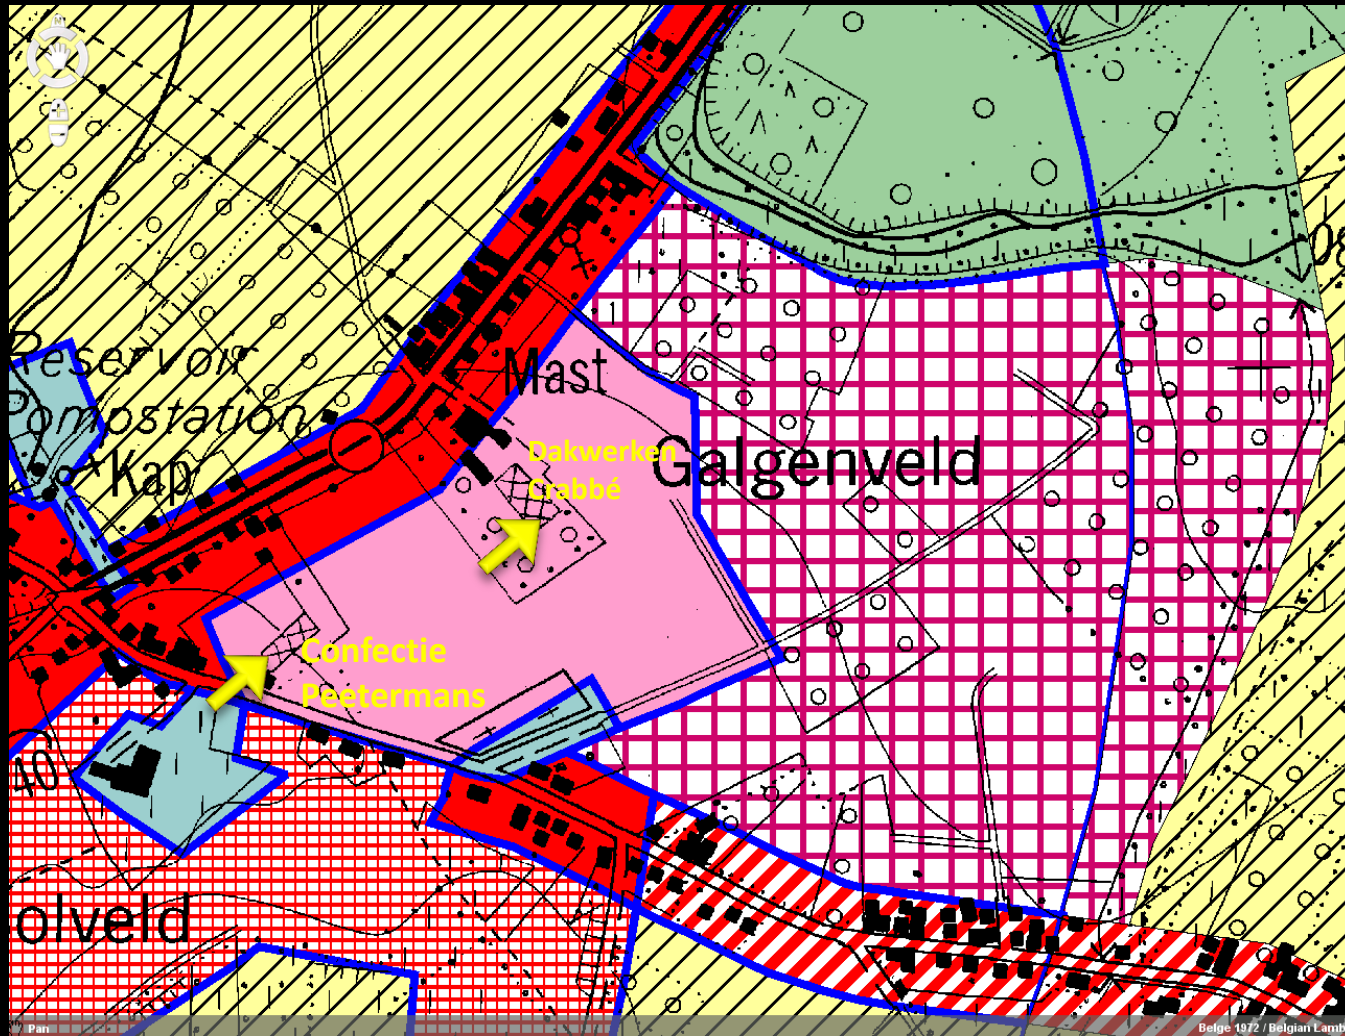 N
Reservoir
Pompstation
Kap
Mast
Dakwerken
Crabbé
Galgenveld
Confectie
Peetermans
40
olveld
Pan
Belge 1972 / Belgian Lamb